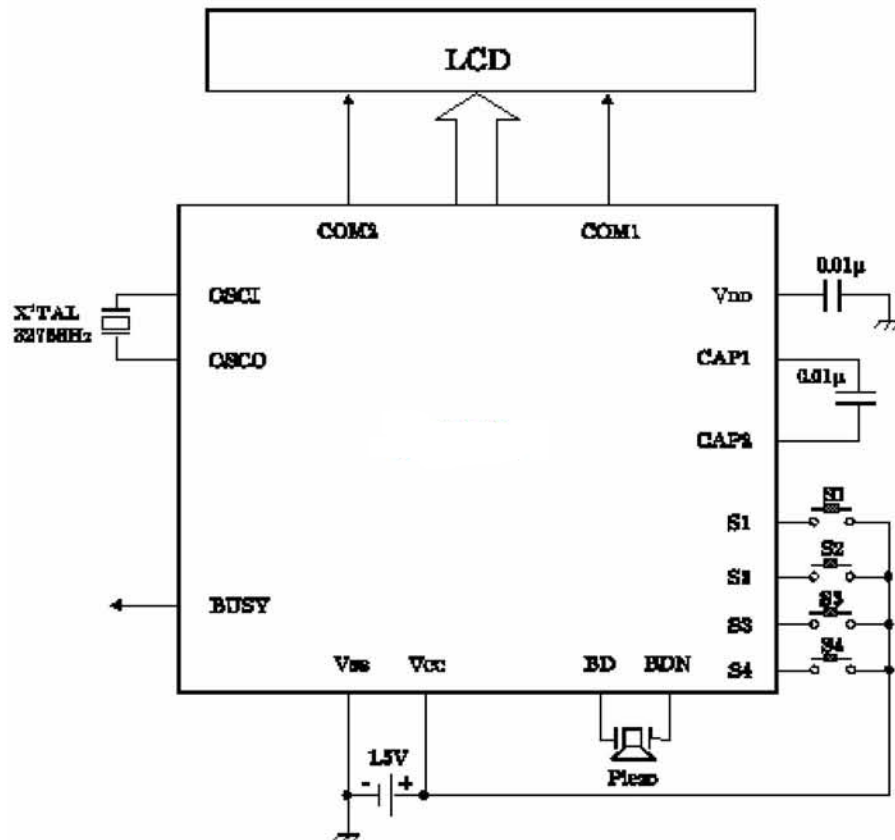 LCD
COM2
COM1
0.01µ
OSCI
VDD
X'TAL
32768Hz
OSCO
CAP1
0.01µ
CAP2
S1
S1
S2
S2
BUSY
S3
S3
S4
S4
VSS
VCC
BD
BDN
1.5V
-
+
Piezo